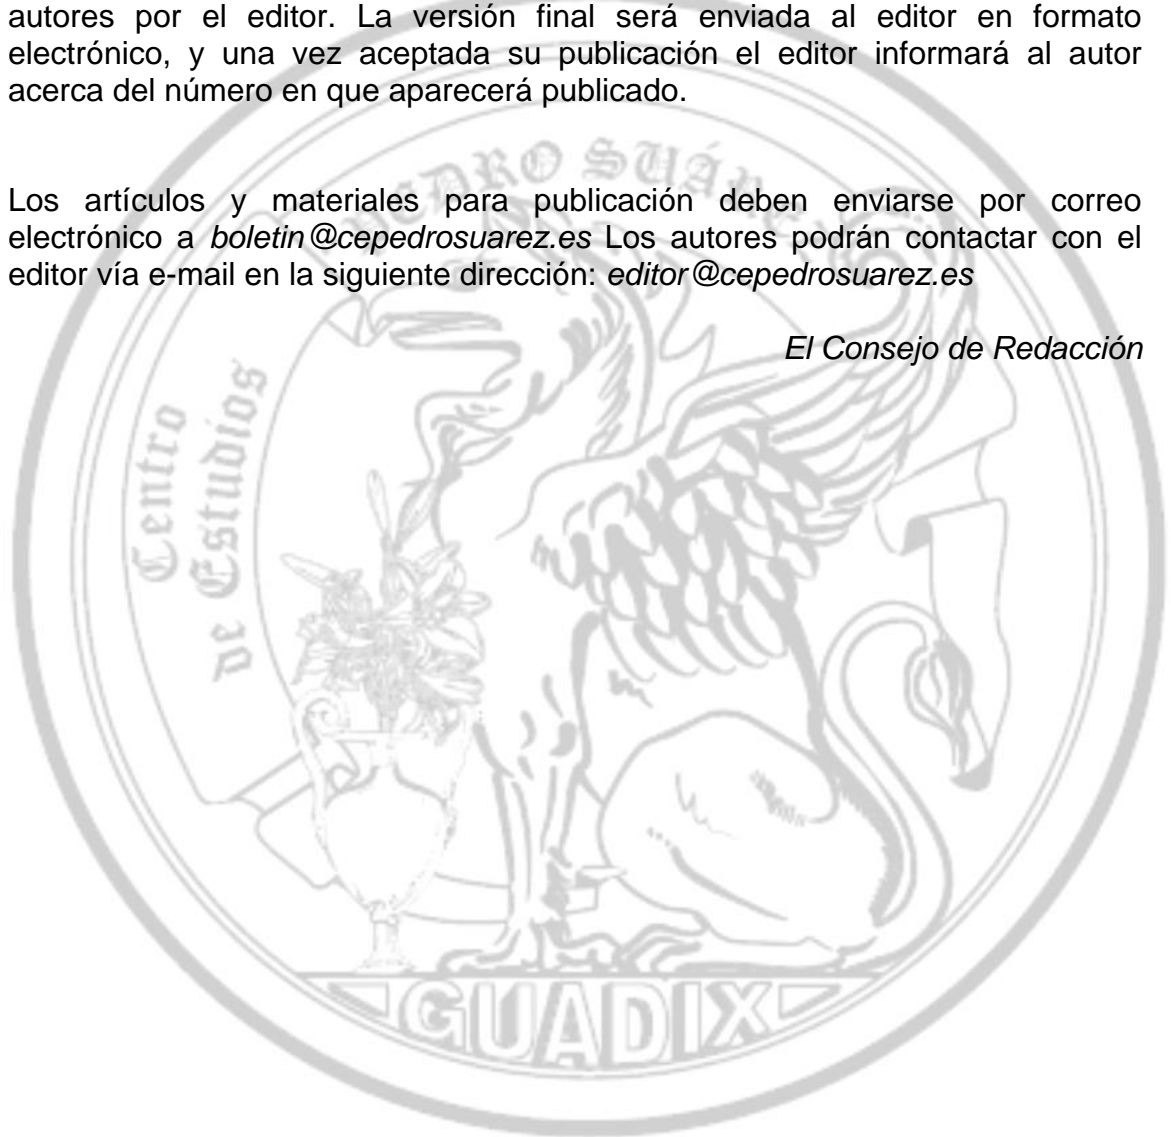 autores por el editor. La versión final será enviada al editor en formato
electrónico, y una vez aceptada su publicación el editor informará al autor
acerca del número en que aparecerá publicado.
Los artículos y materiales para publicación deben enviarse por correo
electrónico a boletin@cepedrosuarez.es Los autores podrán contactar con el
editor vía e-mail en la siguiente dirección: editor@cepedrosuarez.es
El Consejo de Redacción
Centro
de Estudios
PEDRO SUÁREZ
GUADIX